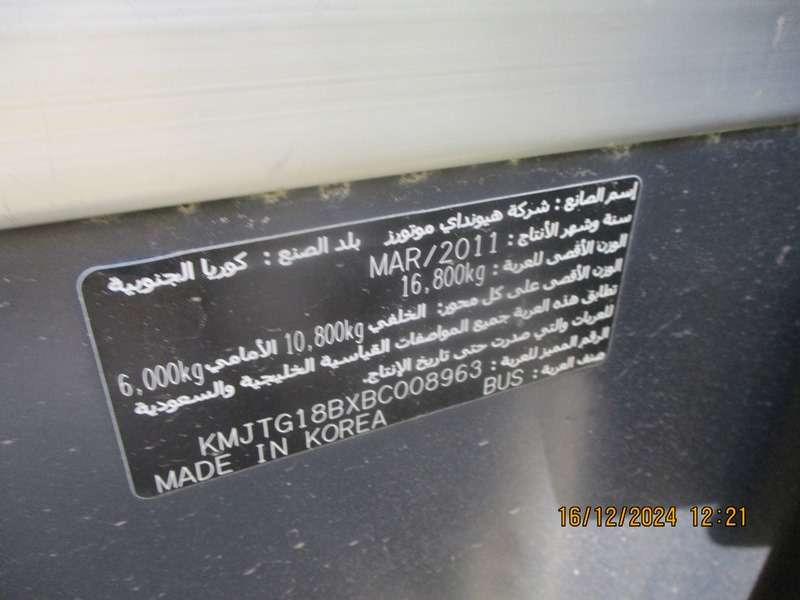 إسم الصانع : شركة هيونداي موتورز بلد الصنع : كوريا الجنوبية
سنة وشهر الأنتاج : MAR/2011
الوزن الأقصى للعربة : 16,800kg
الوزن الأقصى على كل محور: الخلفي 10,800kg الأمامي 6,000kg
تطابق هذه العربة جميع المواصفات القياسية الخليجية والسعودية
للعربات والتي صدرت حتى تاريخ الإنتاج.
الرقم المميز للعربة : KMJTG18BXBC008963
صنف العربة : BUS
MADE IN KOREA
16/12/2024 12:21